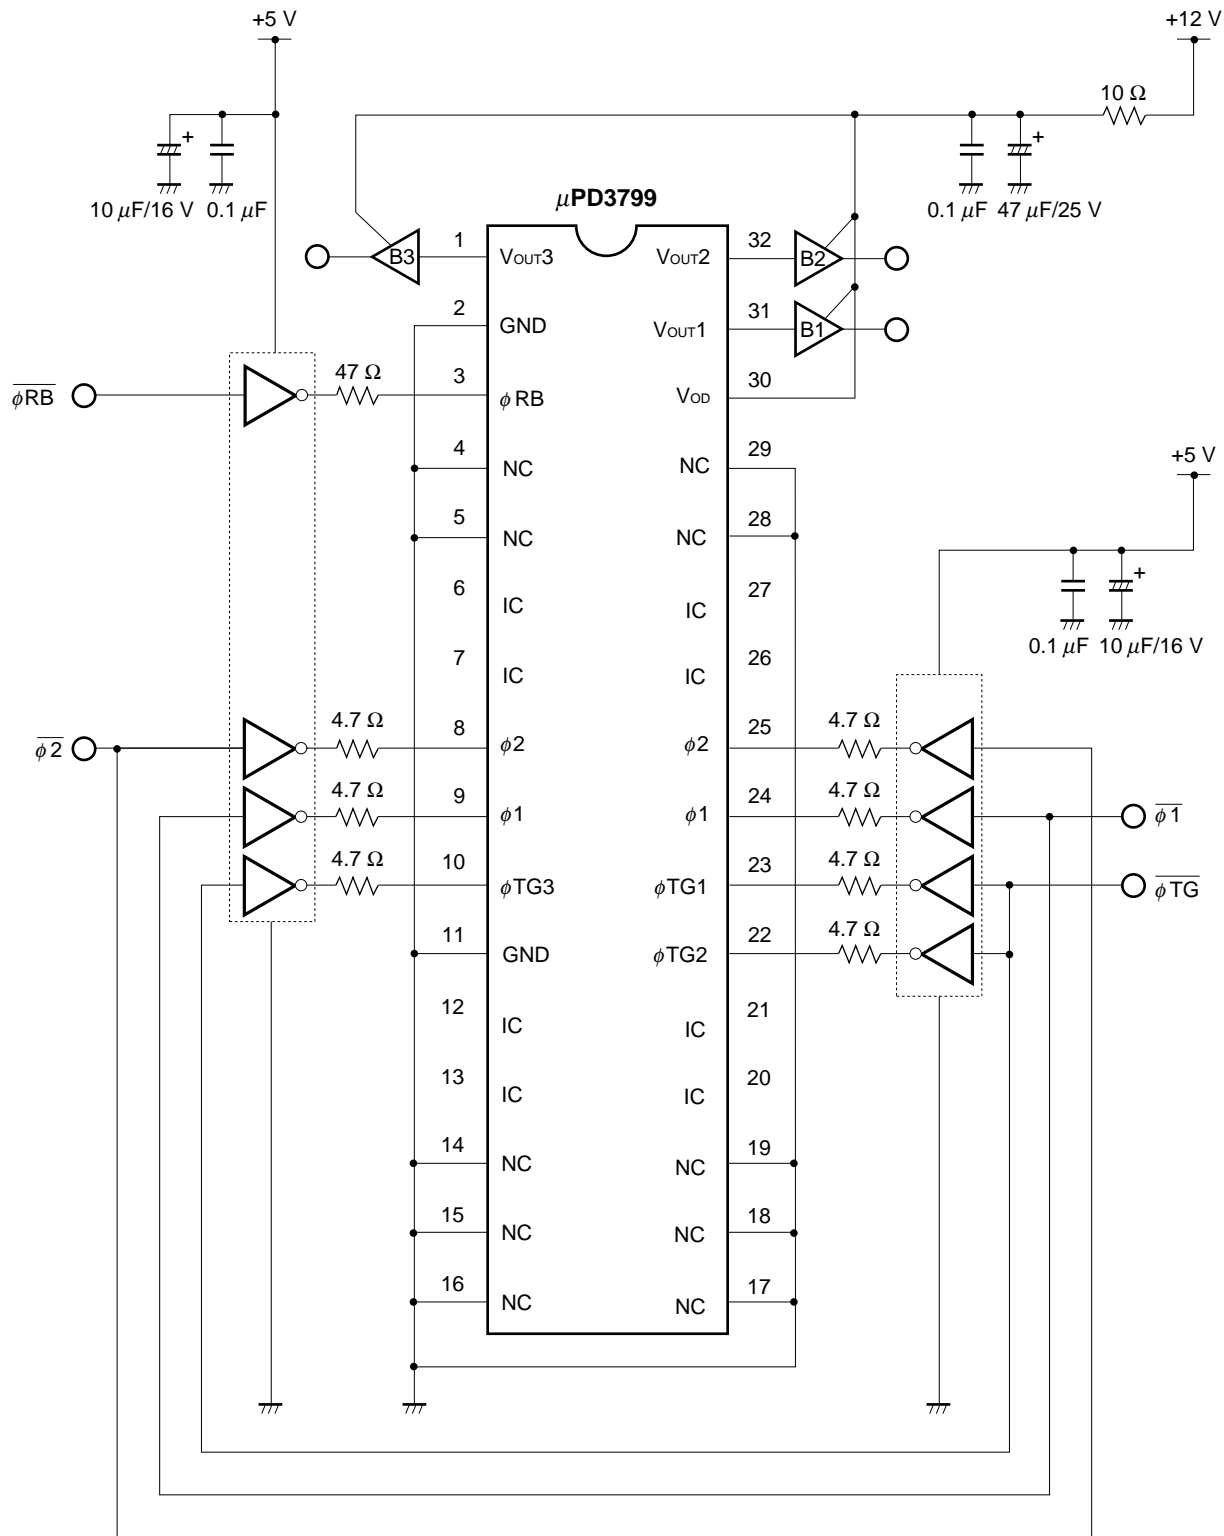 +5 V
+12 V
10 Ω
+
+
10 μF/16 V 0.1 μF
0.1 μF 47 μF/25 V
μPD3799
B3
1
VOUT3
VOUT2
32
B2
2
GND
VOUT1
31
B1
φRB
47 Ω
3
φRB
VOD
30
4
NC
NC
29
+5 V
5
NC
NC
28
6
IC
IC
27
+
0.1 μF 10 μF/16 V
7
IC
IC
26
φ2
4.7 Ω
8
φ2
φ2
25
4.7 Ω
4.7 Ω
9
φ1
φ1
24
4.7 Ω
φ1
4.7 Ω
10
φTG3
φTG1
23
4.7 Ω
φTG
11
GND
φTG2
22
4.7 Ω
12
IC
IC
21
13
IC
IC
20
14
NC
NC
19
15
NC
NC
18
16
NC
NC
17